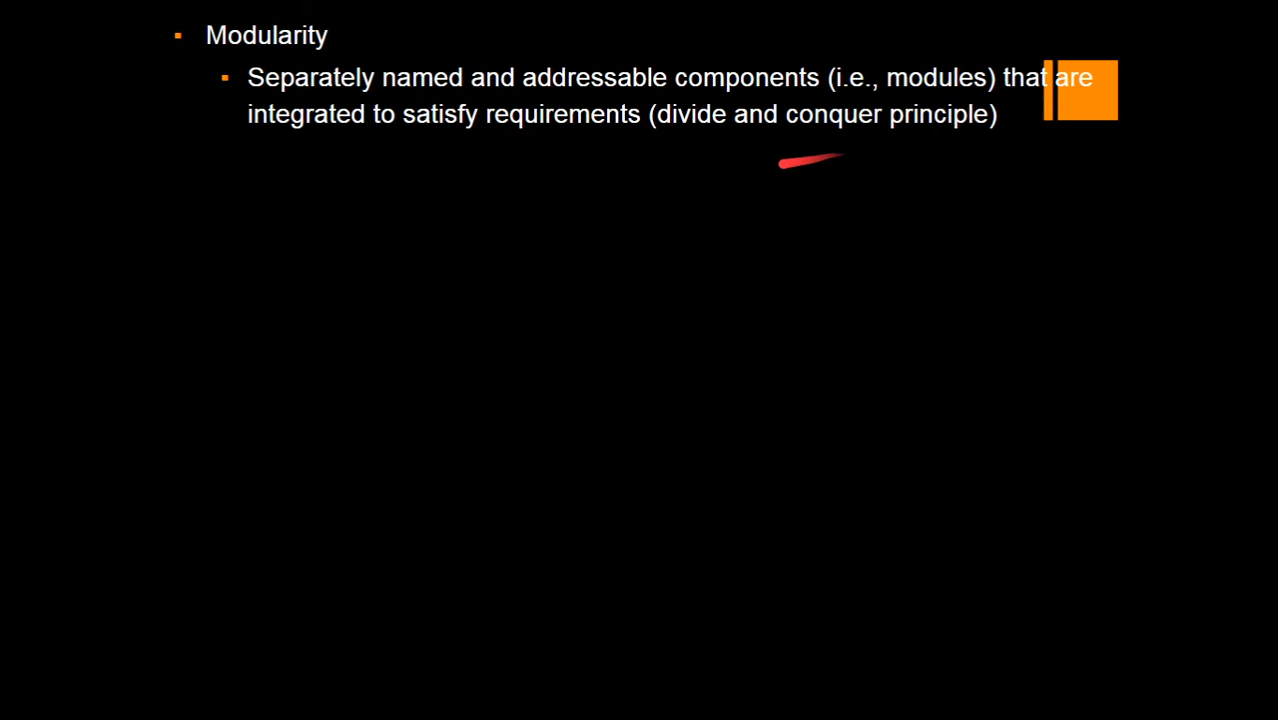 Modularity
Separately named and addressable components (i.e., modules) that are
integrated to satisfy requirements (divide and conquer principle)